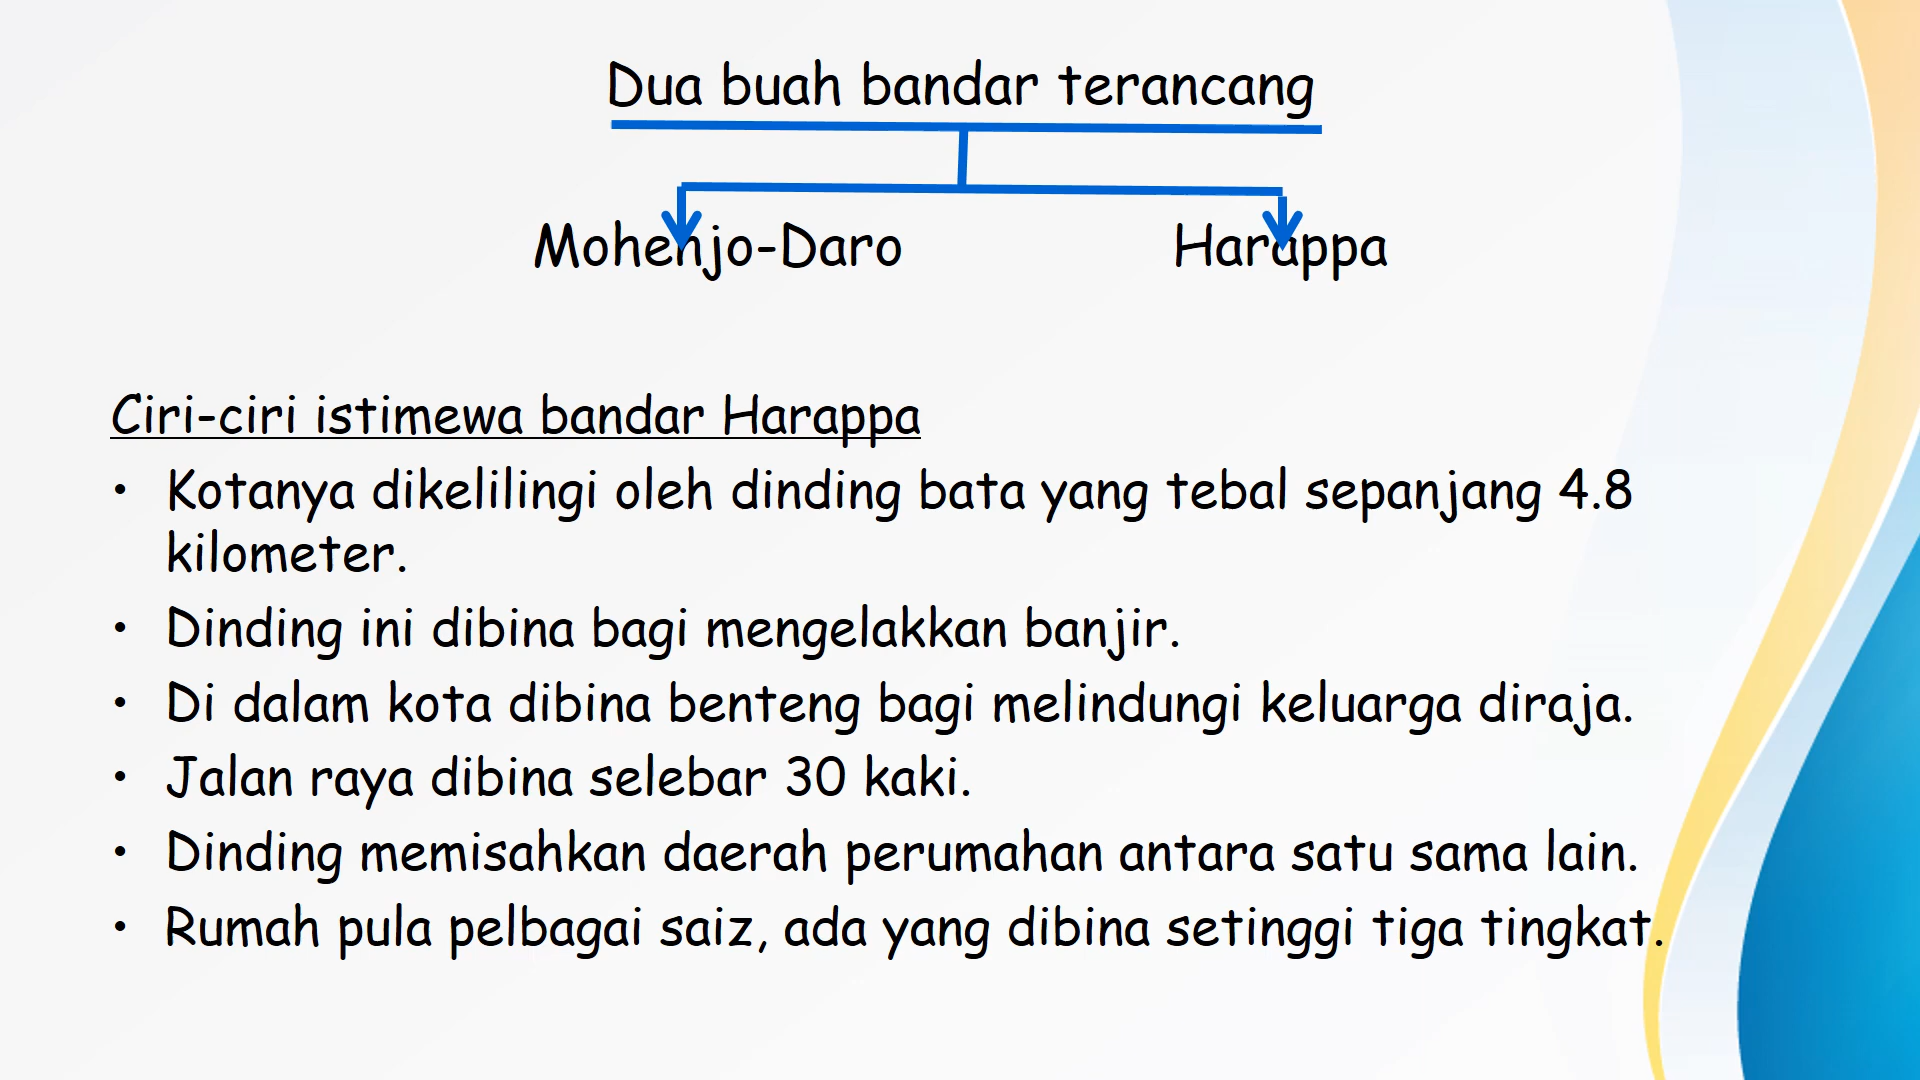 Dua buah bandar terancang
Mohenjo-Daro
Harappa
Ciri-ciri istimewa bandar Harappa
• Kotanya dikelilingi oleh dinding bata yang tebal sepanjang 4.8
kilometer.
• Dinding ini dibina bagi mengelakkan banjir.
• Di dalam kota dibina benteng bagi melindungi keluarga diraja.
• Jalan raya dibina selebar 30 kaki.
• Dinding memisahkan daerah perumahan antara satu sama lain.
• Rumah pula pelbagai saiz, ada yang dibina setinggi tiga tingkat.